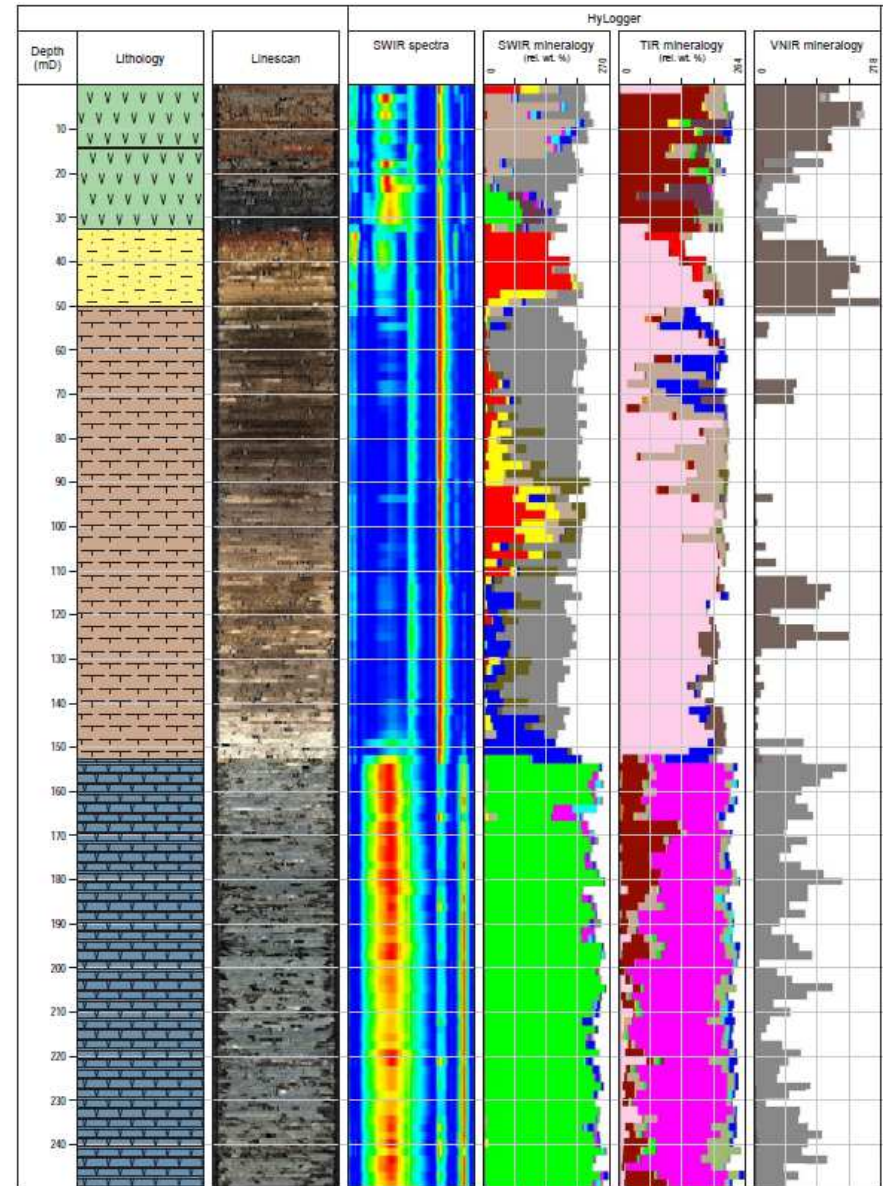 HyLogger
Depth
(mD)
Lithology
Linescan
SWIR spectra
SWIR mineralogy
(rel. wt. %)
0
270
TIR mineralogy
(rel. wt. %)
0
264
VNIR mineralogy
0
218
10
20
30
40
50
60
70
80
90
100
110
120
130
140
150
160
170
180
190
200
210
220
230
240